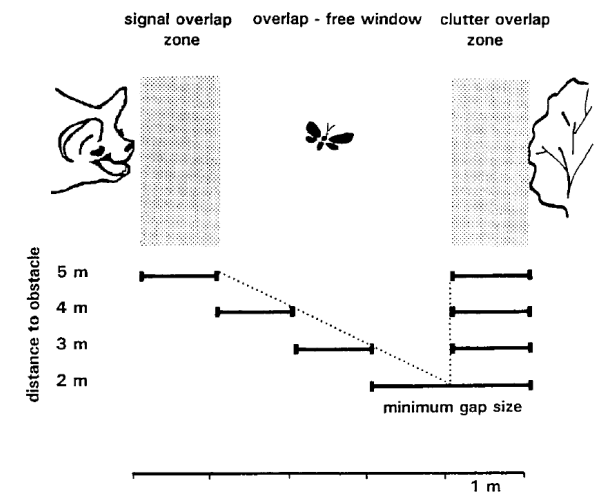 signal overlap zone
overlap - free window
clutter overlap zone
distance to obstacle
5 m
4 m
3 m
2 m
minimum gap size
1 m